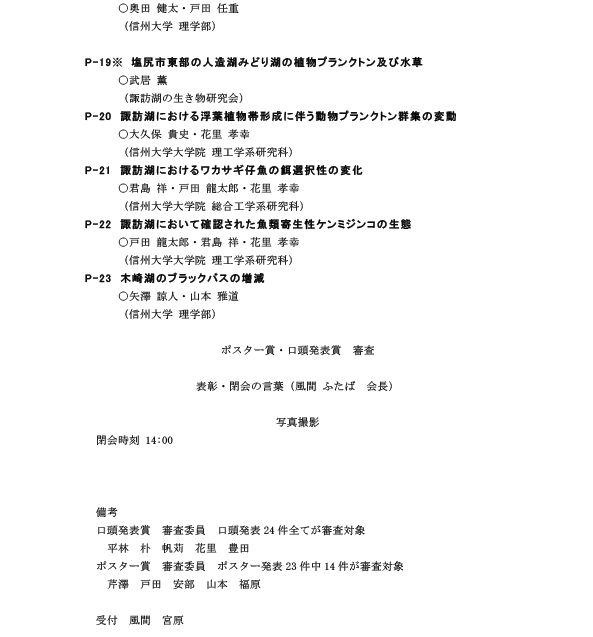 ○奥田 健太・戸田 任重
（信州大学 理学部）
P-19※ 塩尻市東部の人造湖みどり湖の植物プランクトン及び水草
○武居 薫
（諏訪湖の生き物研究会）
P-20 諏訪湖における浮葉植物帯形成に伴う動物プランクトン群集の変動
○大久保 貴史・花里 孝幸
（信州大学大学院 理工学系研究科）
P-21 諏訪湖におけるワカサギ仔魚の餌選択性の変化
○君島 祥・戸田 龍太郎・花里 孝幸
（信州大学大学院 総合工学系研究科）
P-22 諏訪湖において確認された魚類寄生性ケンミジンコの生態
○戸田 龍太郎・君島 祥・花里 孝幸
（信州大学大学院 理工学系研究科）
P-23 木崎湖のブラックバスの増減
○矢澤 諒人・山本 雅道
（信州大学 理学部）
ポスター賞・口頭発表賞 審査
表彰・閉会の言葉（風間 ふたば 会長）
写真撮影
閉会時刻 14:00
備考
口頭発表賞 審査委員 口頭発表24件全てが審査対象
平林 朴 帆苅 花里 豊田
ポスター賞 審査委員 ポスター発表23件中14件が審査対象
芹澤 戸田 安部 山本 福原
受付 風間 宮原